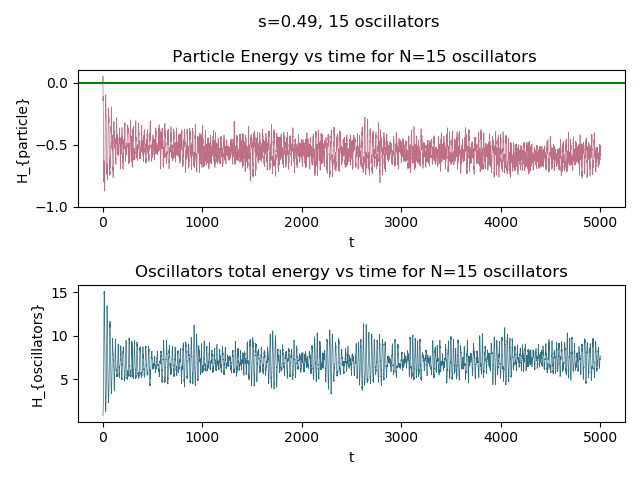 s=0.49, 15 oscillators
Particle Energy vs time for N=15 oscillators
H_{particle}
0.0
−0.5
−1.0
0 1000 2000 3000 4000 5000
t
Oscillators total energy vs time for N=15 oscillators
H_{oscillators}
15
10
5
0 1000 2000 3000 4000 5000
t